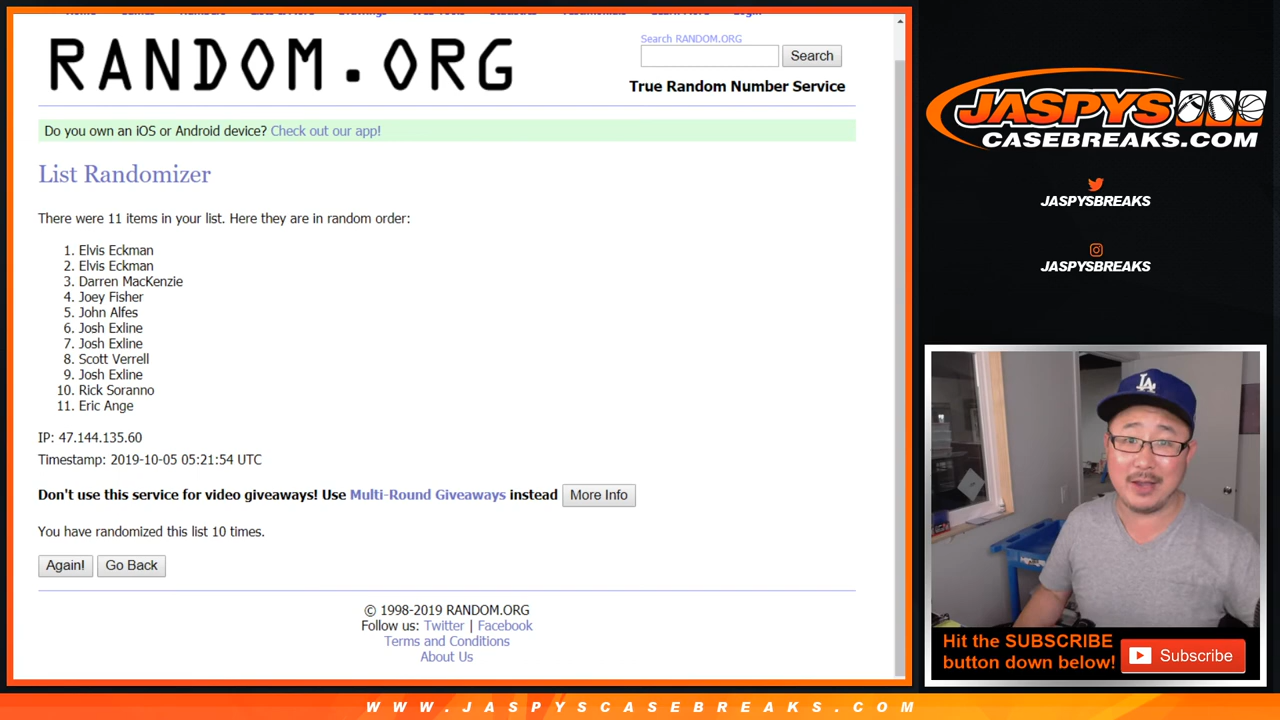 RANDOM.ORG
Search RANDOM.ORG
Search
True Random Number Service
Do you own an iOS or Android device? Check out our app!
List Randomizer
There were 11 items in your list. Here they are in random order:
1. Elvis Eckman
2. Elvis Eckman
3. Darren MacKenzie
4. Joey Fisher
5. John Alfes
6. Josh Exline
7. Josh Exline
8. Scott Verrell
9. Josh Exline
10. Rick Soranno
11. Eric Ange
IP: 47.144.135.60
Timestamp: 2019-10-05 05:21:54 UTC
Don't use this service for video giveaways! Use Multi-Round Giveaways instead More Info
You have randomized this list 10 times.
Again! Go Back
© 1998-2019 RANDOM.ORG
Follow us: Twitter | Facebook
Terms and Conditions
About Us
JASPYS
CASEBREAKS.COM
JASPYSBREAKS
JASPYSBREAKS
LA
Hit the SUBSCRIBE
button down below!
Subscribe
WWW.JASPYSCASEBREAKS.COM